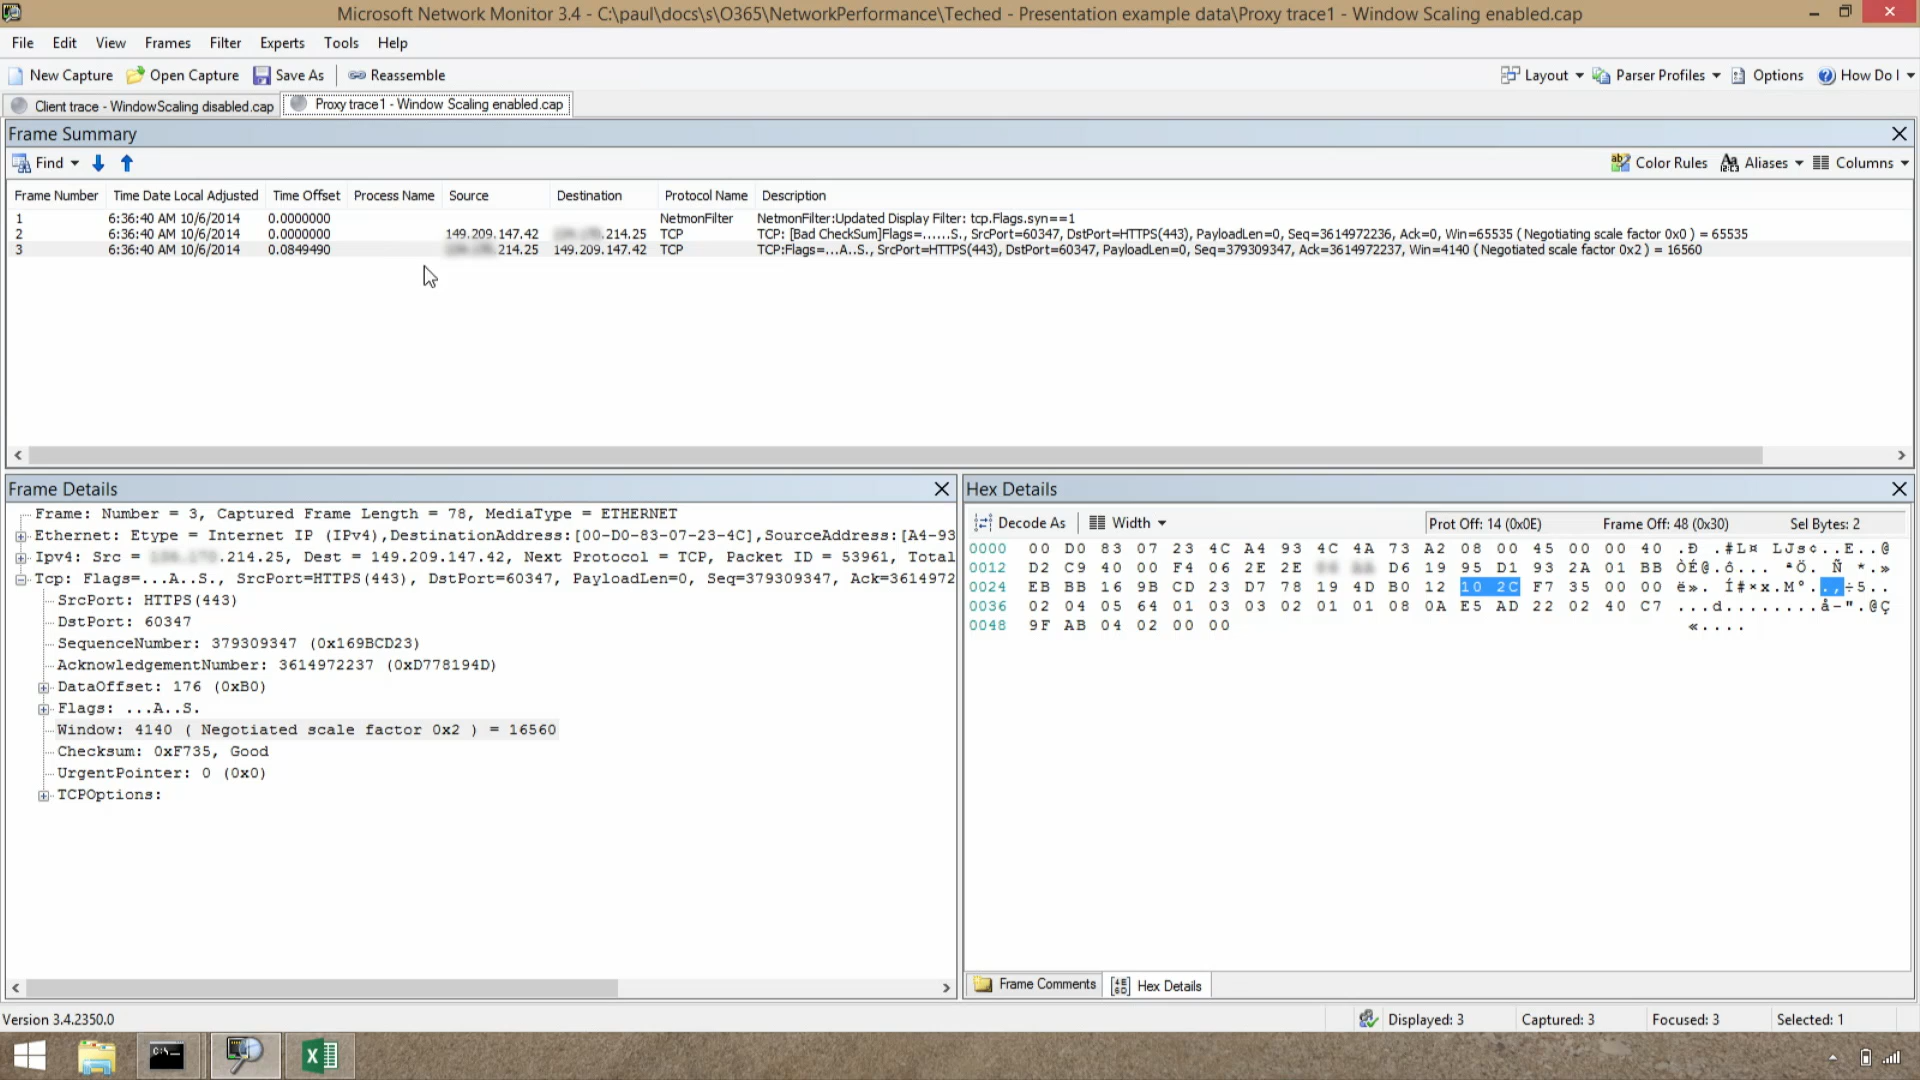 Microsoft Network Monitor 3.4 - C:\paul\docs\s\O365\NetworkPerformance\Teched - Presentation example data\Proxy trace1 - Window Scaling enabled.cap
File Edit View Frames Filter Experts Tools Help
New Capture Open Capture Save As Reassemble Layout Parser Profiles Options How Do I
Client trace - WindowScaling disabled.cap Proxy trace1 - Window Scaling enabled.cap
Frame Summary
Find Color Rules Aliases Columns
Frame Number Time Date Local Adjusted Time Offset Process Name Source Destination Protocol Name Description
1 6:36:40 AM 10/6/2014 0.0000000 NetmonFilter NetmonFilter:Updated Display Filter: tcp.Flags.syn==1
2 6:36:40 AM 10/6/2014 0.0000000 149.209.147.42 .214.25 TCP TCP: [Bad CheckSum]Flags=......S., SrcPort=60347, DstPort=HTTPS(443), PayloadLen=0, Seq=3614972236, Ack=0, Win=65535 ( Negotiating scale factor 0x0 ) = 65535
3 6:36:40 AM 10/6/2014 0.0849490 .214.25 149.209.147.42 TCP TCP:Flags=...A..S., SrcPort=HTTPS(443), DstPort=60347, PayloadLen=0, Seq=379309347, Ack=3614972237, Win=4140 ( Negotiated scale factor 0x2 ) = 16560
Frame Details
Frame: Number = 3, Captured Frame Length = 78, MediaType = ETHERNET
Ethernet: Etype = Internet IP (IPv4),DestinationAddress:[00-D0-83-07-23-4C],SourceAddress:[A4-93
Ipv4: Src = .214.25, Dest = 149.209.147.42, Next Protocol = TCP, Packet ID = 53961, Total
Tcp: Flags=...A..S., SrcPort=HTTPS(443), DstPort=60347, PayloadLen=0, Seq=379309347, Ack=3614972
SrcPort: HTTPS(443)
DstPort: 60347
SequenceNumber: 379309347 (0x169BCD23)
AcknowledgementNumber: 3614972237 (0xD778194D)
DataOffset: 176 (0xB0)
Flags: ...A..S.
Window: 4140 ( Negotiated scale factor 0x2 ) = 16560
Checksum: 0xF735, Good
UrgentPointer: 0 (0x0)
TCPOptions:
Hex Details
Decode As Width Prot Off: 14 (0x0E) Frame Off: 48 (0x30) Sel Bytes: 2
0000 00 D0 83 07 23 4C A4 93 4C 4A 73 A2 08 00 45 00 00 40 .Ð.#L¤ LJs¢..E..@
0012 D2 C9 40 00 F4 06 2E 2E D6 19 95 D1 93 2A 01 BB ÒÉ@.ô... ªÖ. Ñ *.»
0024 EB BB 16 9B CD 23 D7 78 19 4D B0 12 10 2C F7 35 00 00 ë». Í#×x.M°..,÷5..
0036 02 04 05 64 01 03 03 02 01 01 08 0A E5 AD 22 02 40 C7 ...d........å-".@Ç
0048 9F AB 04 02 00 00 «....
Frame Comments Hex Details
Version 3.4.2350.0 Displayed: 3 Captured: 3 Focused: 3 Selected: 1